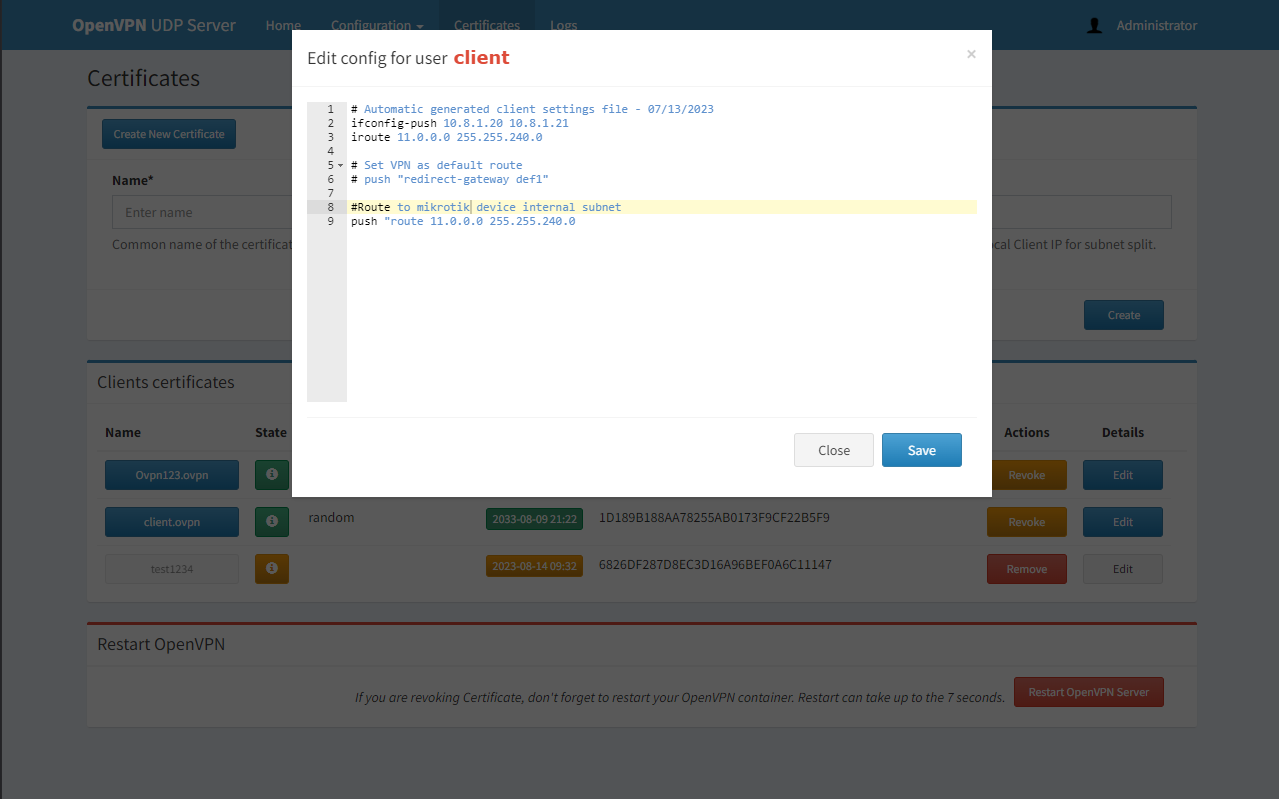 OpenVPN UDP Server Home Configuration Certificates Logs Administrator
Certificates
Create New Certificate
Name*
Enter name
Common name of the certificat
cal Client IP for subnet split.
Create
Edit config for user client
×
1 # Automatic generated client settings file - 07/13/2023
2 ifconfig-push 10.8.1.20 10.8.1.21
3 iroute 11.0.0.0 255.255.240.0
4
5 # Set VPN as default route
6 # push "redirect-gateway def1"
7
8 #Route to mikrotik device internal subnet
9 push "route 11.0.0.0 255.255.240.0
Close Save
Clients certificates
Name State Actions Details
Ovpn123.ovpn Revoke Edit
client.ovpn random 2033-08-09 21:22 1D189B188AA78255AB0173F9CF22B5F9 Revoke Edit
test1234 2023-08-14 09:32 6826DF287D8EC3D16A96BEF0A6C11147 Remove Edit
Restart OpenVPN
If you are revoking Certificate, don't forget to restart your OpenVPN container. Restart can take up to the 7 seconds. Restart OpenVPN Server